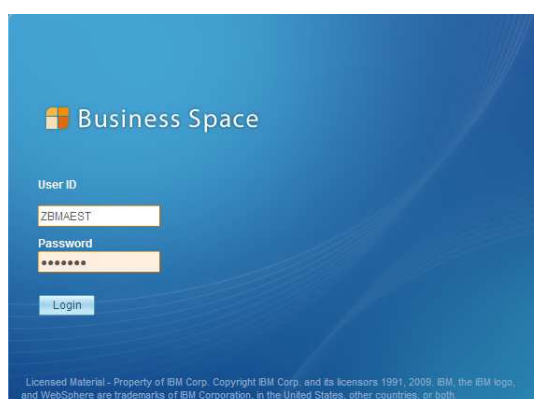 Business Space
User ID
ZBMAEST
Password
●●●●●●●
Login
Licensed Material - Property of IBM Corp. Copyright IBM Corp. and its licensors 1991, 2009. IBM, the IBM logo,
and WebSphere are trademarks of IBM Corporation, in the United States, other countries, or both.